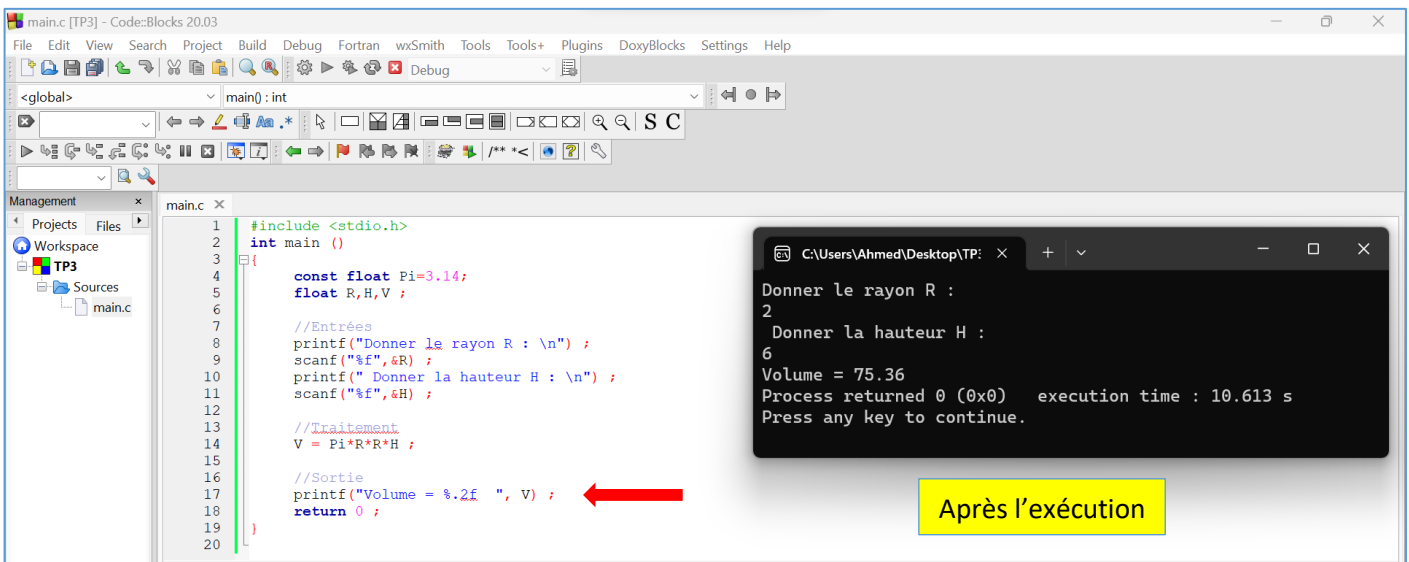 main.c [TP3] - Code::Blocks 20.03
File Edit View Search Project Build Debug Fortran wxSmith Tools Tools+ Plugins DoxyBlocks Settings Help
Debug
<global> main() : int
Aa .* S C
/** *<
Management
Projects Files
Workspace
TP3
Sources
main.c
main.c
1 #include <stdio.h>
2 int main ()
3 {
4 const float Pi=3.14;
5 float R,H,V ;
6
7 //Entrées
8 printf("Donner le rayon R : \n") ;
9 scanf("%f",&R) ;
10 printf(" Donner la hauteur H : \n") ;
11 scanf("%f",&H) ;
12
13 //Traitement
14 V = Pi*R*R*H ;
15
16 //Sortie
17 printf("Volume = %.2f  ", V) ;
18 return 0 ;
19 }
20
C:\Users\Ahmed\Desktop\TP:
Donner le rayon R :
2
 Donner la hauteur H :
6
Volume = 75.36
Process returned 0 (0x0)   execution time : 10.613 s
Press any key to continue.
Après l’exécution